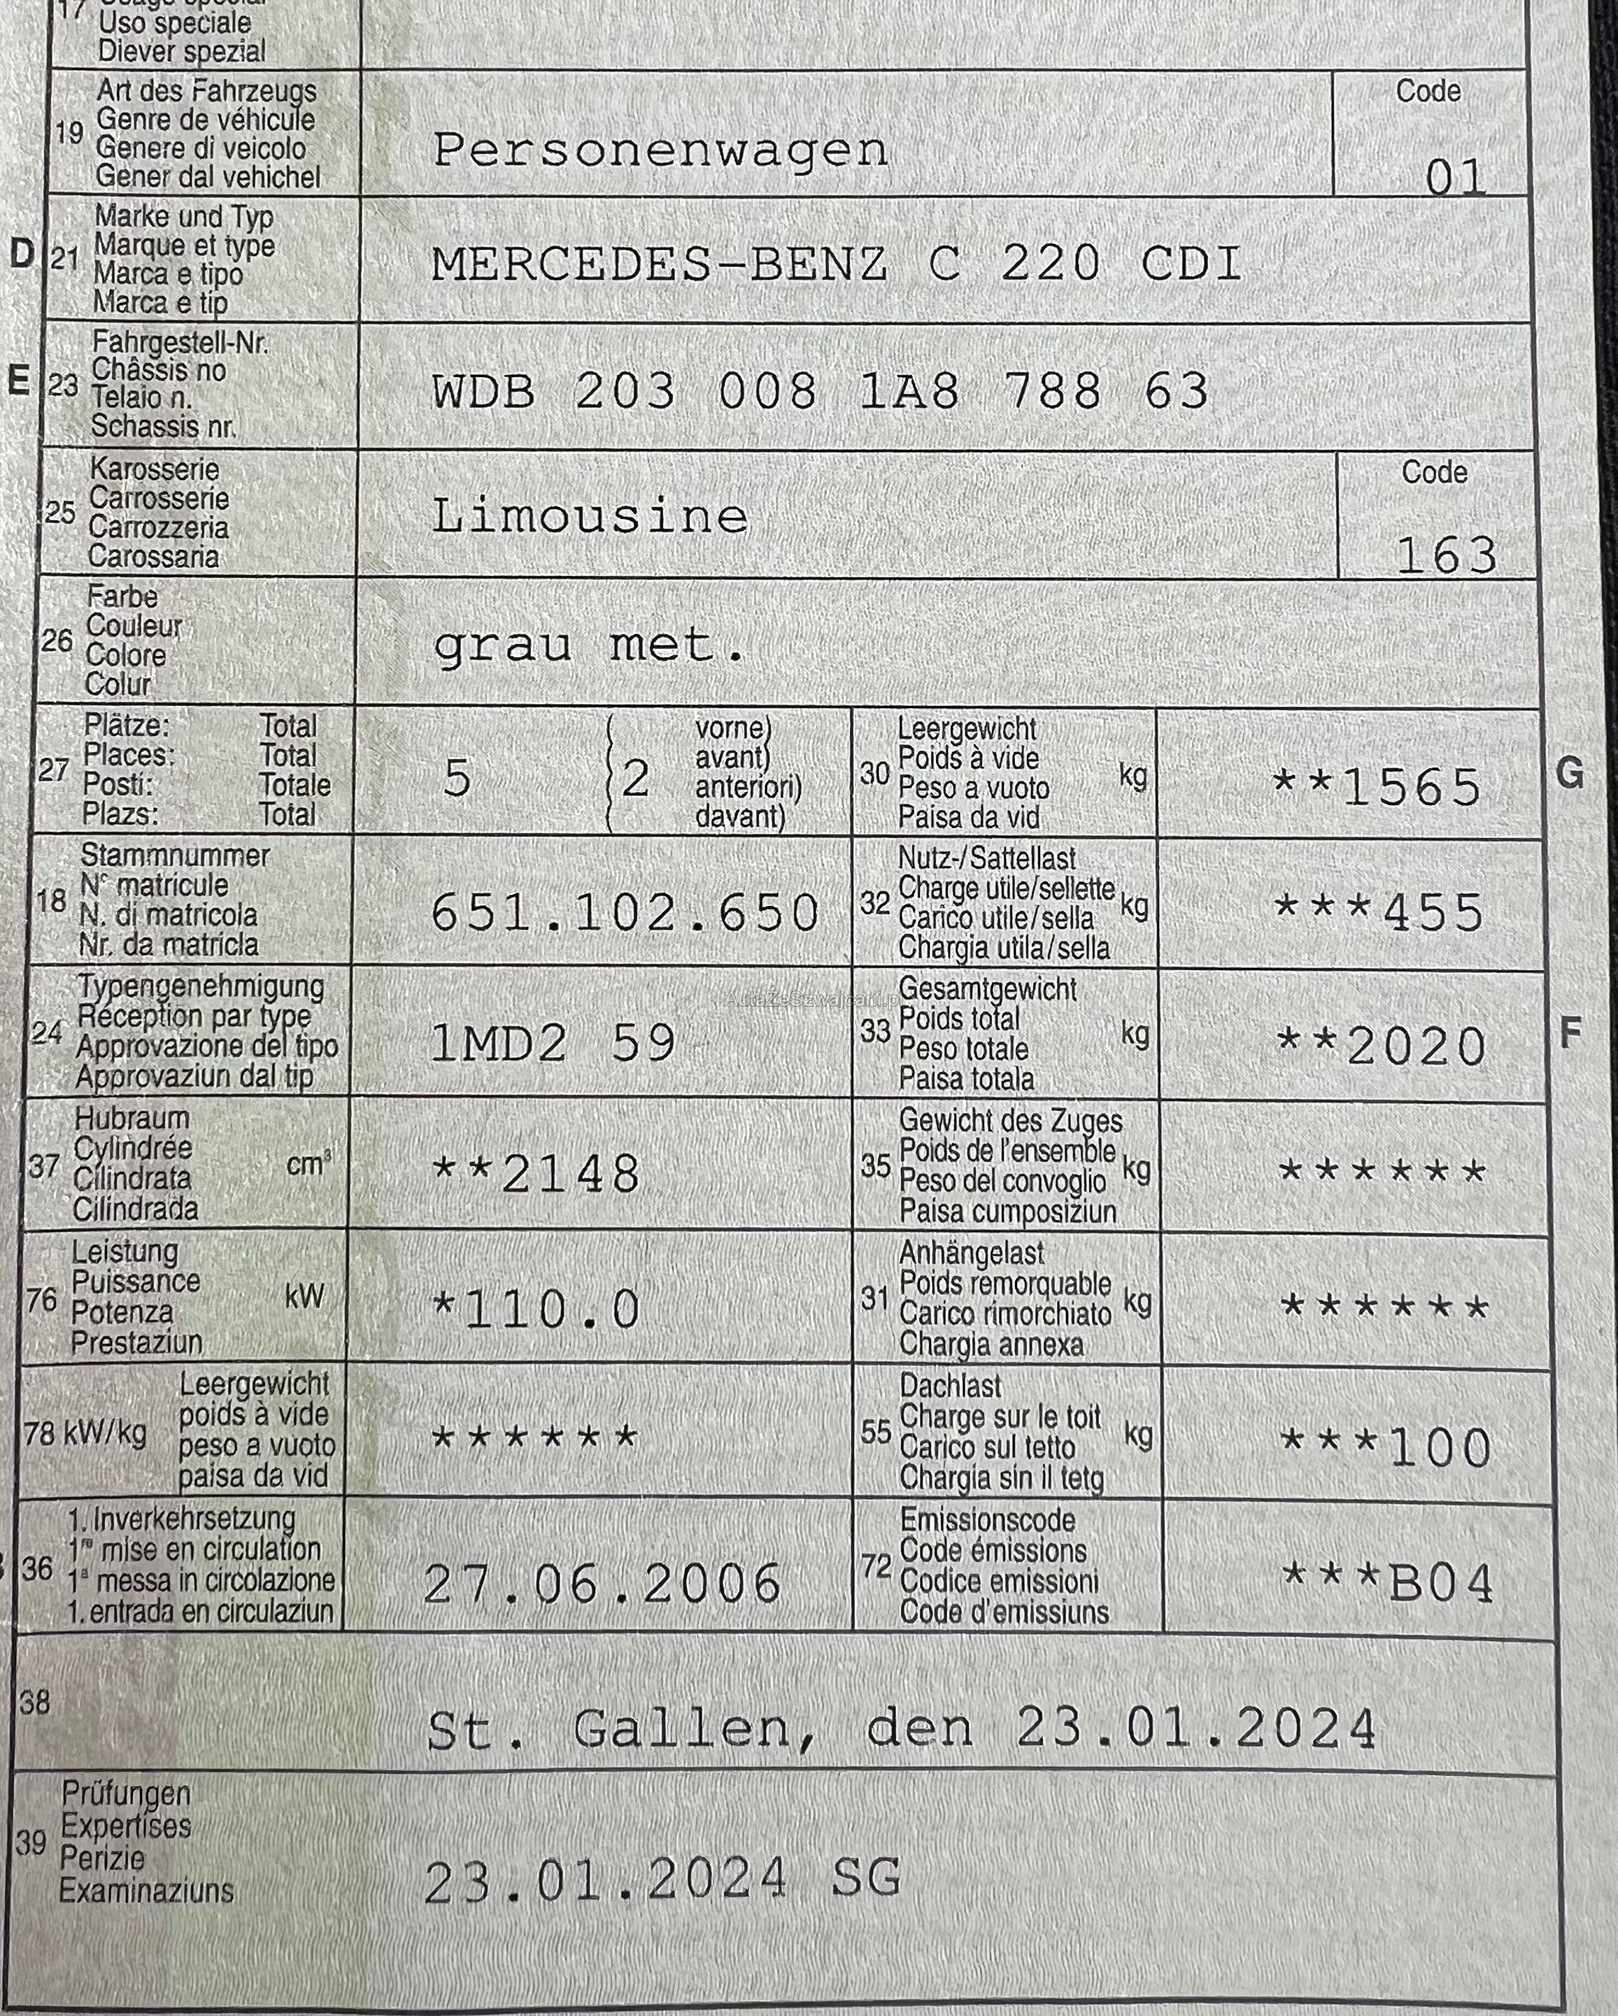 17 Usage spécial
Uso speciale
Diever spezial
19 Art des Fahrzeugs
Genre de véhicule
Genere di veicolo
Gener dal vehichel
Personenwagen
Code
01
D 21 Marke und Typ
Marque et type
Marca e tipo
Marca e tip
MERCEDES-BENZ C 220 CDI
E 23 Fahrgestell-Nr.
Châssis no
Telaio n.
Schassis nr.
WDB 203 008 1A8 788 63
25 Karosserie
Carrosserie
Carrozzeria
Carossaria
Limousine
Code
163
26 Farbe
Couleur
Colore
Colur
grau met.
27 Plätze: Total
Places: Total
Posti: Totale
Plazs: Total
5 (2 vorne)
avant)
anteriori)
davant)
30 Leergewicht
Poids à vide
Peso a vuoto
Paisa da vid
kg
**1565
G
18 Stammnummer
N° matricule
N. di matricola
Nr. da matricla
651.102.650
32 Nutz-/Sattellast
Charge utile/sellette
Carico utile/sella
Chargia utila/sella
kg
***455
24 Typengenehmigung
Réception par type
Approvazione del tipo
Approvaziun dal tip
1MD2 59
33 Gesamtgewicht
Poids total
Peso totale
Paisa totala
kg
**2020
F
37 Hubraum
Cylindrée
Cilindrata
Cilindrada
cm³
**2148
35 Gewicht des Zuges
Poids de l'ensemble
Peso del convoglio
Paisa cumposiziun
kg
******
76 Leistung
Puissance
Potenza
Prestaziun
kW
*110.0
31 Anhängelast
Poids remorquable
Carico rimorchiato
Chargia annexa
kg
******
78 kW/kg Leergewicht
poids à vide
peso a vuoto
paisa da vid
******
55 Dachlast
Charge sur le toit
Carico sul tetto
Chargia sin il tetg
kg
***100
36 1. Inverkehrsetzung
1re mise en circulation
1a messa in circolazione
1. entrada en circulaziun
27.06.2006
72 Emissionscode
Code émissions
Codice emissioni
Code d'emissiuns
***B04
38
St. Gallen, den 23.01.2024
39 Prüfungen
Expertises
Perizie
Examinaziuns
23.01.2024 SG